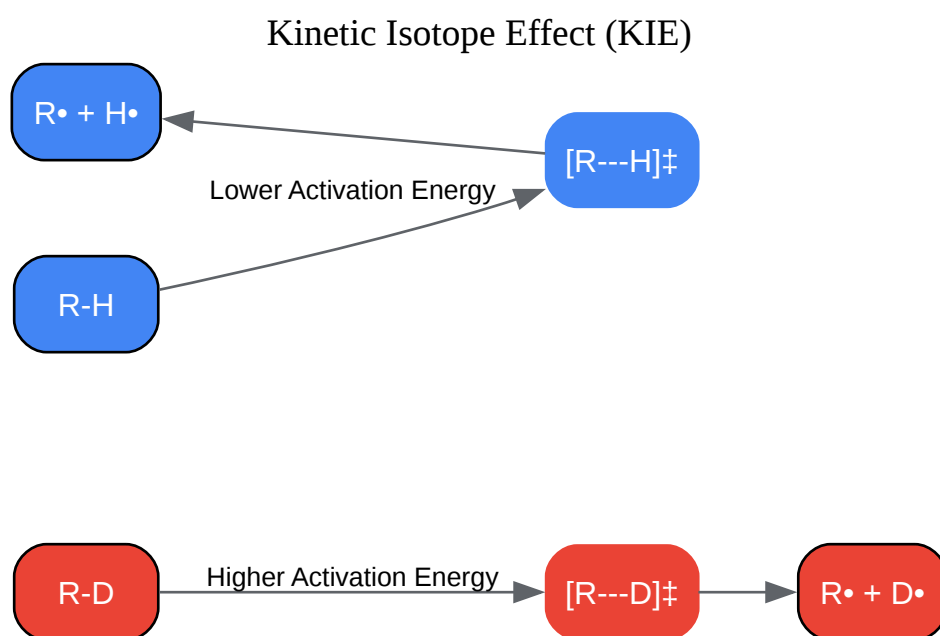 Kinetic Isotope Effect (KIE)
R• + H•
[R---H]‡
Lower Activation Energy
R-H
R-D
Higher Activation Energy
[R---D]‡
R• + D•